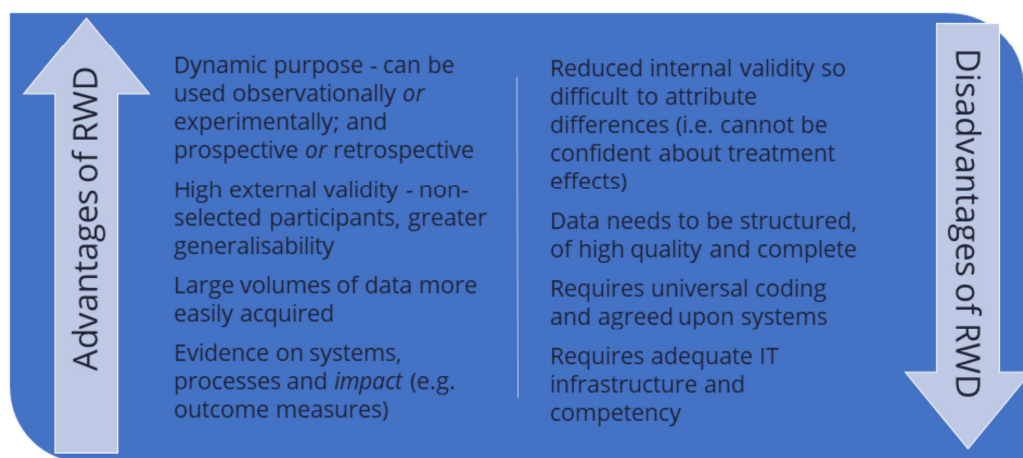 Advantages of RWD
Dynamic purpose - can be
used observationally or
experimentally; and
prospective or retrospective
High external validity - non-
selected participants, greater
generalisability
Large volumes of data more
easily acquired
Evidence on systems,
processes and impact (e.g.
outcome measures)
Reduced internal validity so
difficult to attribute
differences (i.e. cannot be
confident about treatment
effects)
Data needs to be structured,
of high quality and complete
Requires universal coding
and agreed upon systems
Requires adequate IT
infrastructure and
competency
Disadvantages of RWD